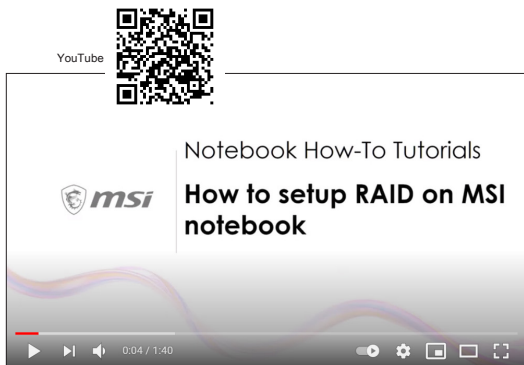 YouTube
Notebook How-To Tutorials
msi
How to setup RAID on MSI
notebook
0:04 / 1:40